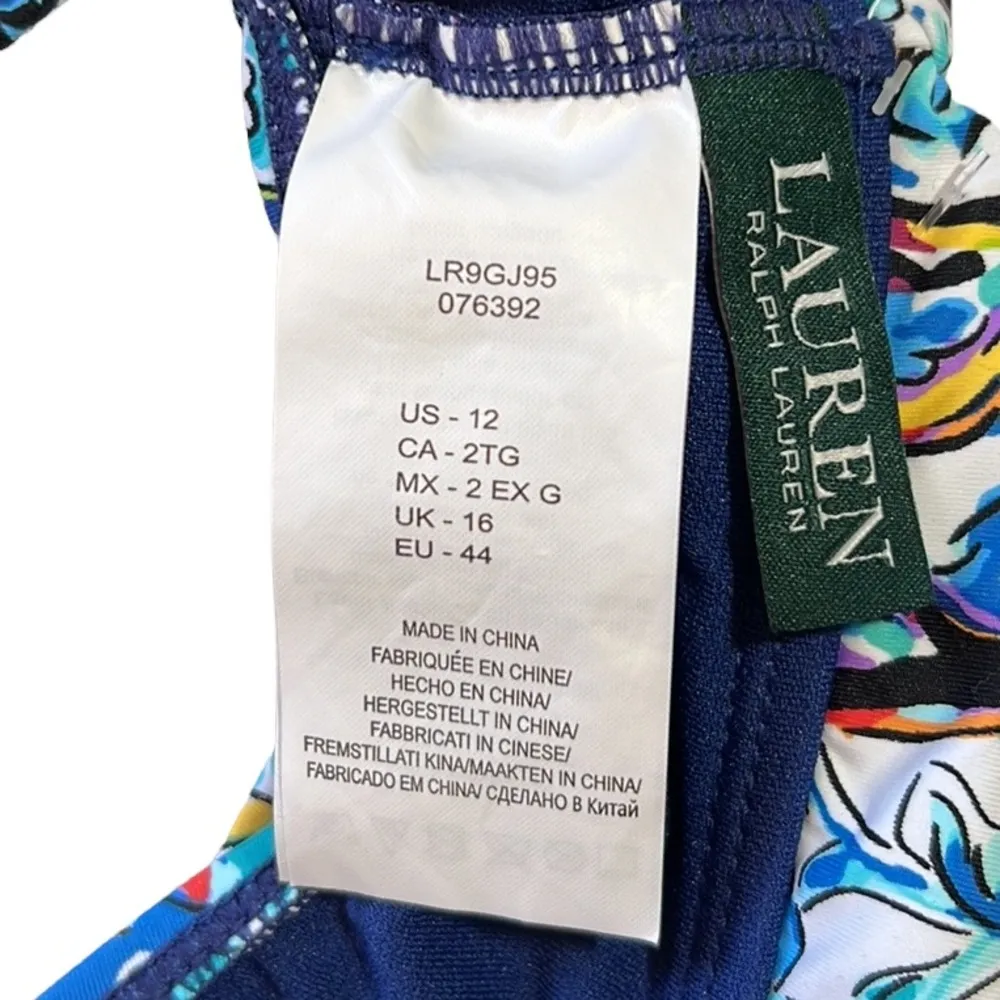 LR9GJ95
076392
US - 12
CA - 2TG
MX - 2 EX G
UK - 16
EU - 44
MADE IN CHINA
FABRIQUÉE EN CHINE/
HECHO EN CHINA/
HERGESTELLT IN CHINA/
FABBRICATI IN CINESE/
FREMSTILLATI KINA/MAAKTEN IN CHINA/
FABRICADO EM CHINA/ СДЕЛАНО В Китай
LAUREN
RALPH LAUREN